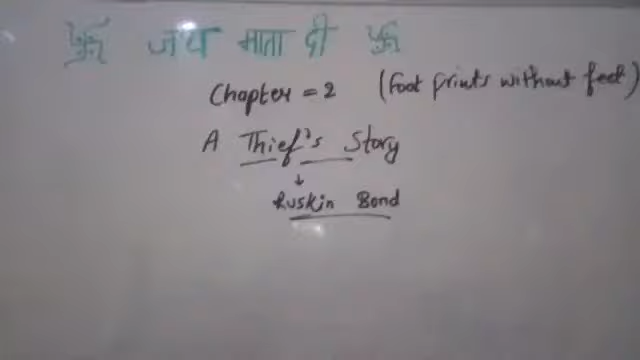 卐 जय माता दी 卐
Chapter = 2 (Foot prints without feet)
A Thief's Story
↓
Ruskin Bond